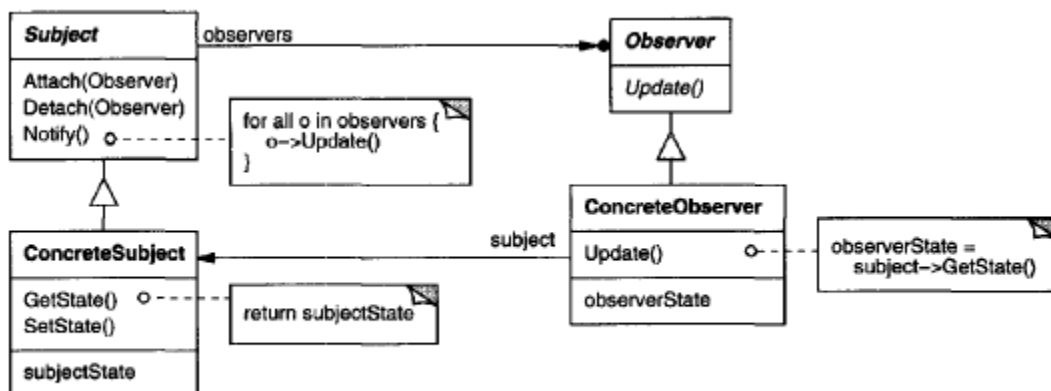 Subject
Attach(Observer)
Detach(Observer)
Notify()
observers
Observer
Update()
for all o in observers {
o->Update()
}
ConcreteSubject
GetState()
SetState()
subjectState
return subjectState
subject
ConcreteObserver
Update()
observerState
observerState =
subject->GetState()